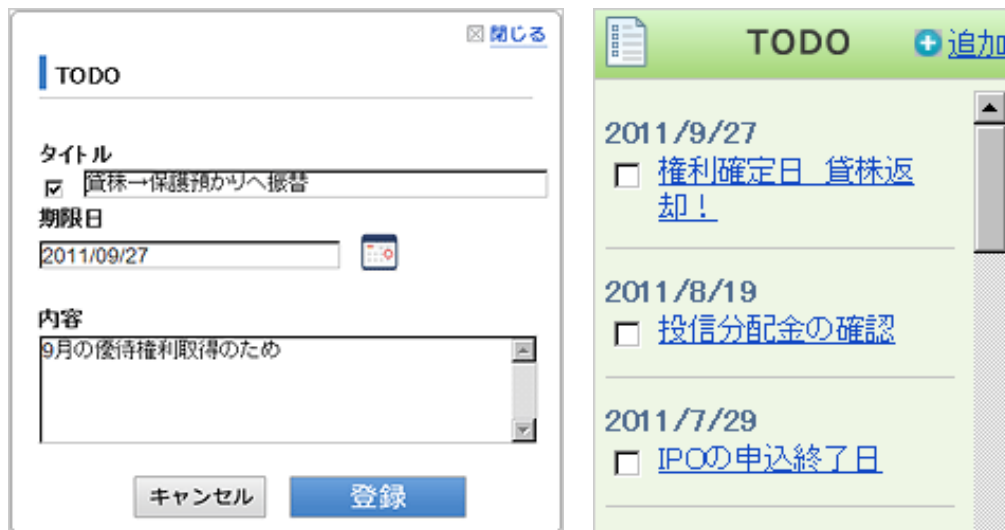 閉じる
TODO
タイトル
貸株→保護預かりへ振替
期限日
2011/09/27
内容
9月の優待権利取得のため
キャンセル
登録
TODO
追加
2011/9/27
権利確定日 貸株返
却！
2011/8/19
投信分配金の確認
2011/7/29
IPOの申込終了日